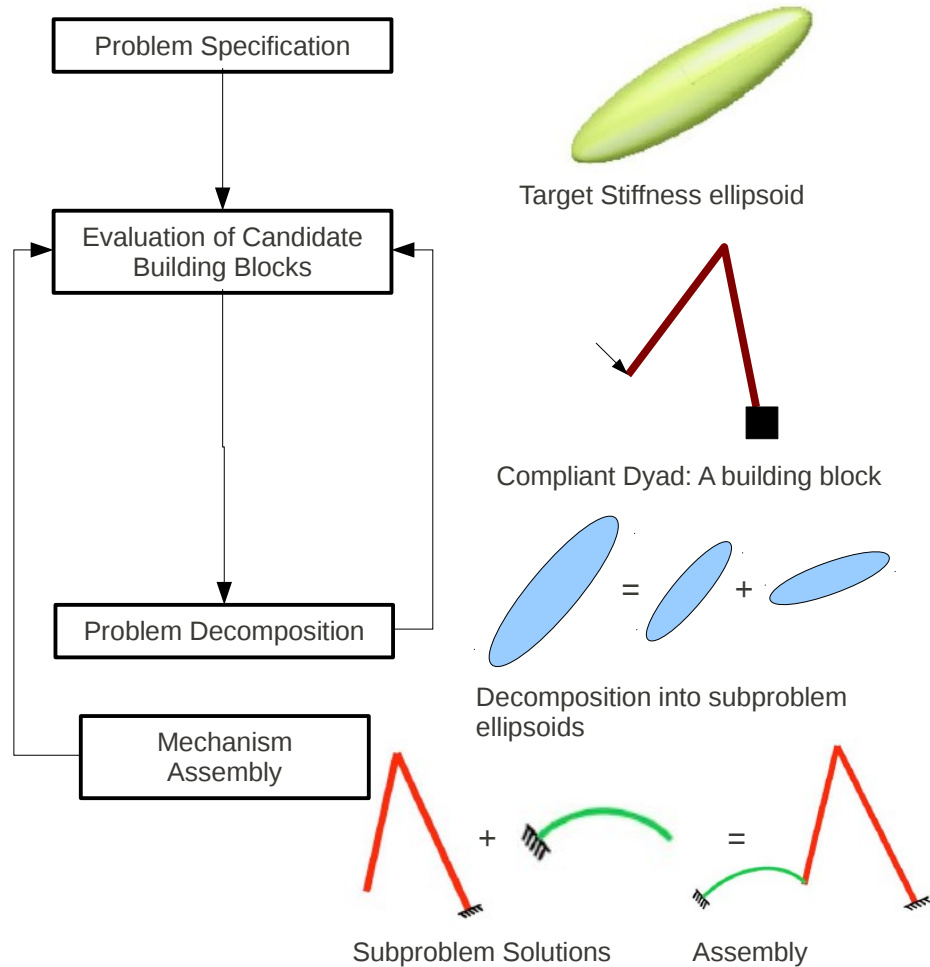 Problem Specification
Target Stiffness ellipsoid
Evaluation of Candidate
Building Blocks
Compliant Dyad: A building block
= +
Problem Decomposition
Decomposition into subproblem
ellipsoids
Mechanism
Assembly
+ =
Subproblem Solutions
Assembly